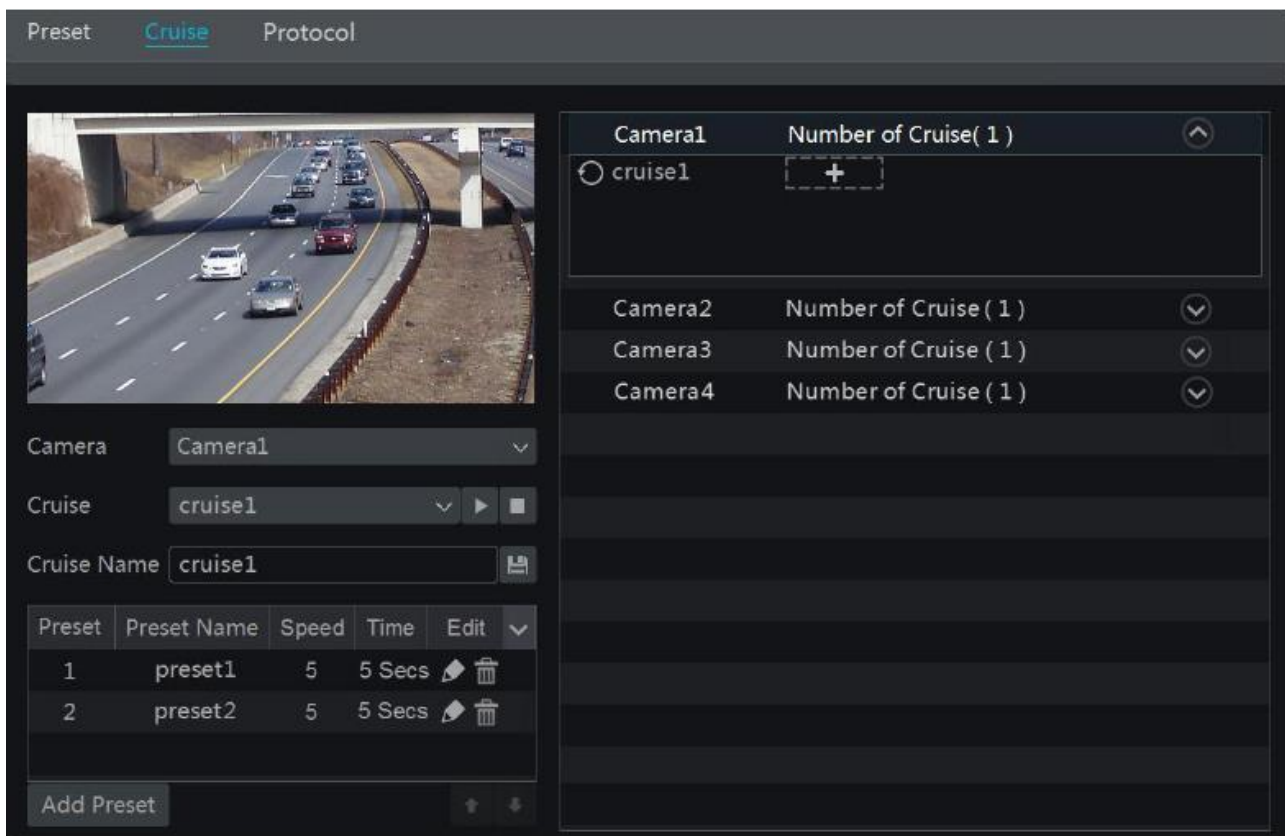 Preset Cruise Protocol
Camera1 Number of Cruise( 1 )
cruise1 +
Camera2 Number of Cruise ( 1 )
Camera3 Number of Cruise ( 1 )
Camera4 Number of Cruise ( 1 )
Camera Camera1
Cruise cruise1
Cruise Name cruise1
Preset Preset Name Speed Time Edit
1 preset1 5 5 Secs
2 preset2 5 5 Secs
Add Preset